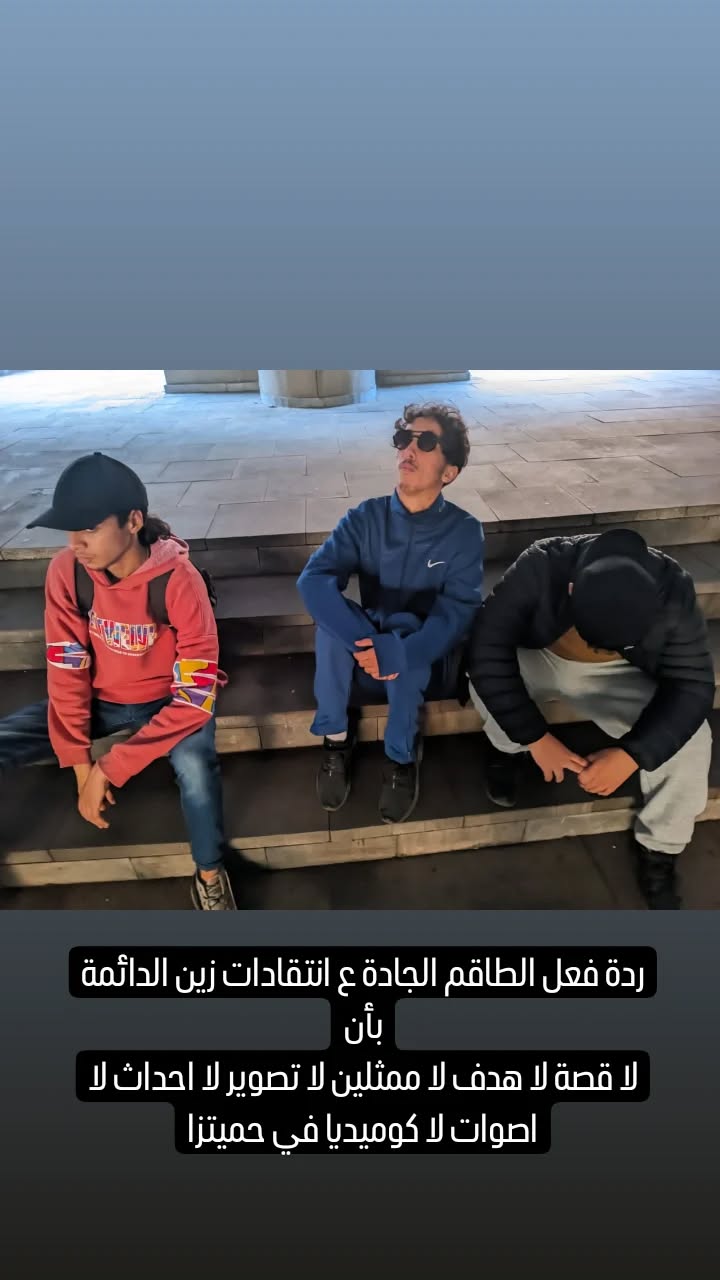 ردة فعل الطاقم الجادة ع انتقادات زين الدائمة
بأن
لا قصة لا هدف لا ممثلين لا تصوير لا احداث لا
اصوات لا كوميديا في حميتزا